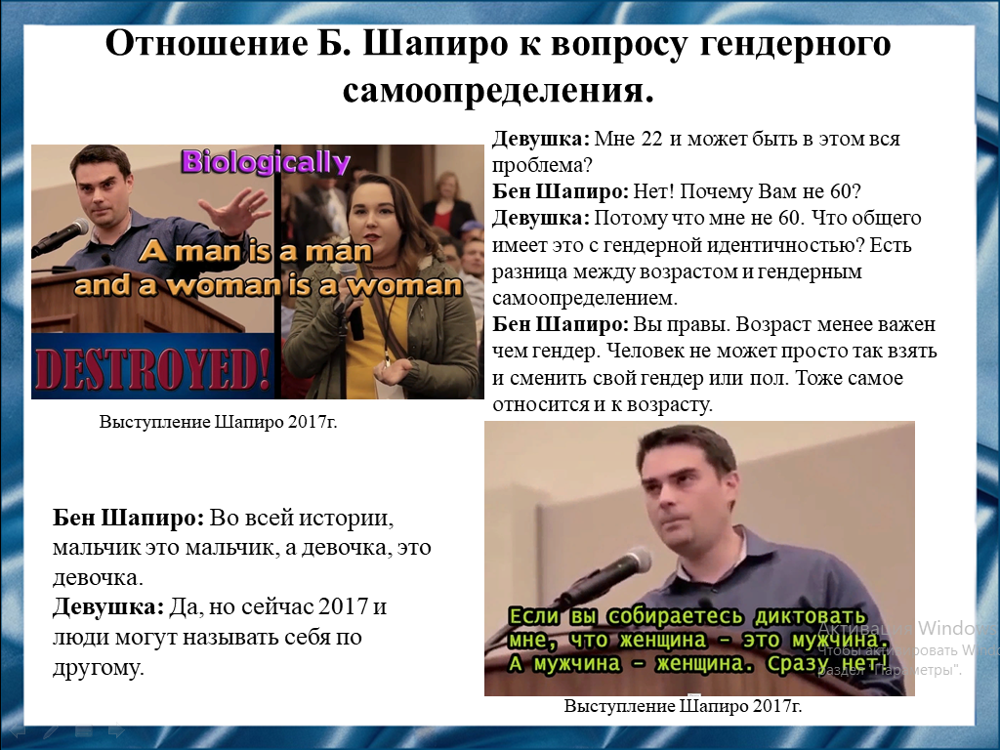 Отношение Б. Шапиро к вопросу гендерного
самоопределения.
Biologically
A man is a man
and a woman is a woman
DESTROYED!
Выступление Шапиро 2017г.
Девушка: Мне 22 и может быть в этом вся
проблема?
Бен Шапиро: Нет! Почему Вам не 60?
Девушка: Потому что мне не 60. Что общего
имеет это с гендерной идентичностью? Есть
разница между возрастом и гендерным
самоопределением.
Бен Шапиро: Вы правы. Возраст менее важен
чем гендер. Человек не может просто так взять
и сменить свой гендер или пол. Тоже самое
относится и к возрасту.
Бен Шапиро: Во всей истории,
мальчик это мальчик, а девочка, это
девочка.
Девушка: Да, но сейчас 2017 и
люди могут называть себя по
другому.
Если вы собираетесь диктовать
мне, что женщина – это мужчина.
А мужчина – женщина. Сразу нет!
Выступление Шапиро 2017г.
Активация Windows
Чтобы активировать
раздел "Параметры".